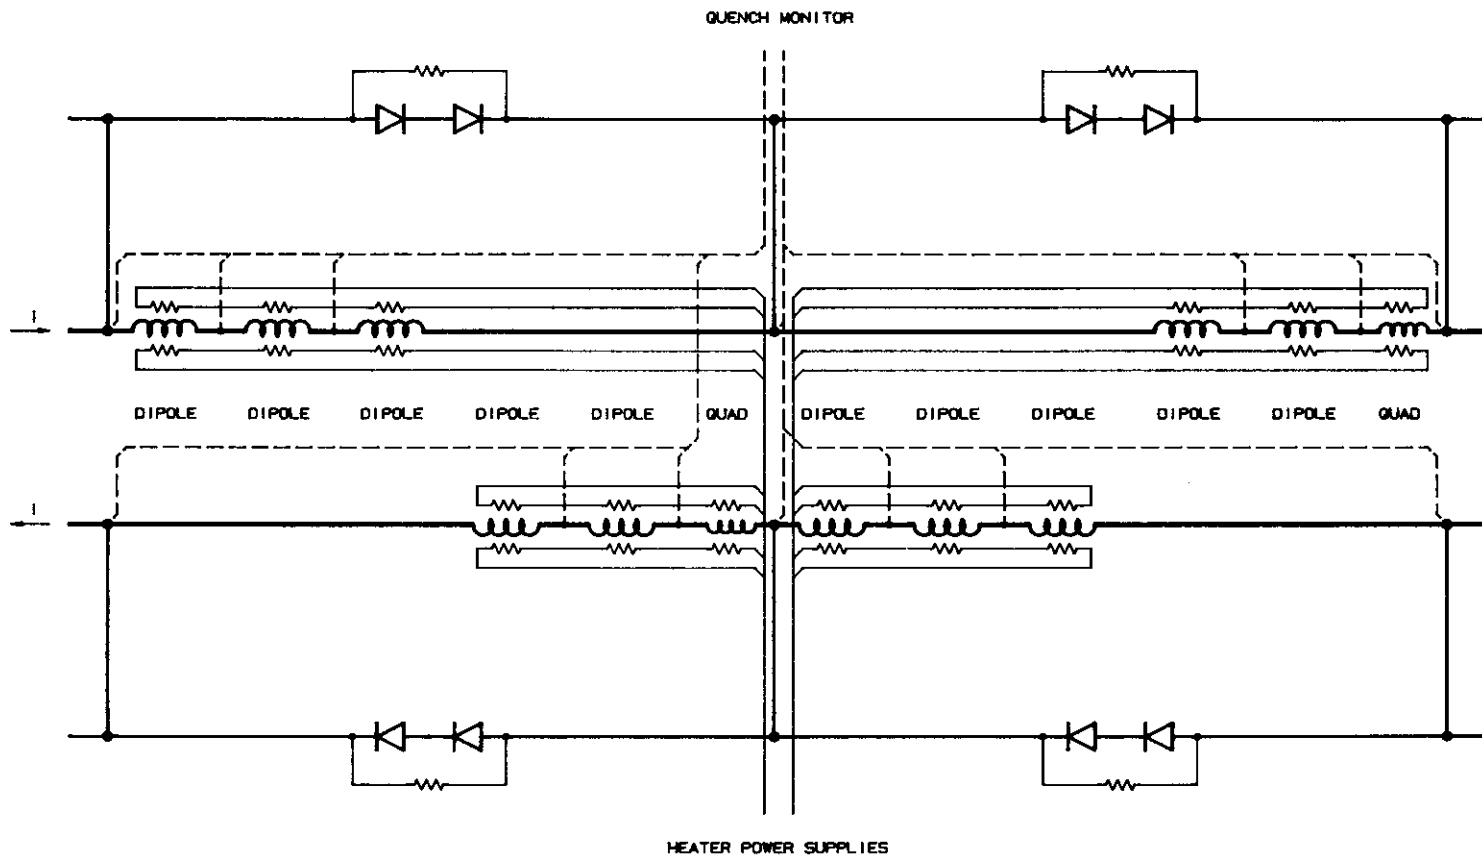 QUENCH MONITOR
I
DIPOLE DIPOLE DIPOLE DIPOLE DIPOLE QUAD DIPOLE DIPOLE DIPOLE DIPOLE DIPOLE QUAD
I
HEATER POWER SUPPLIES